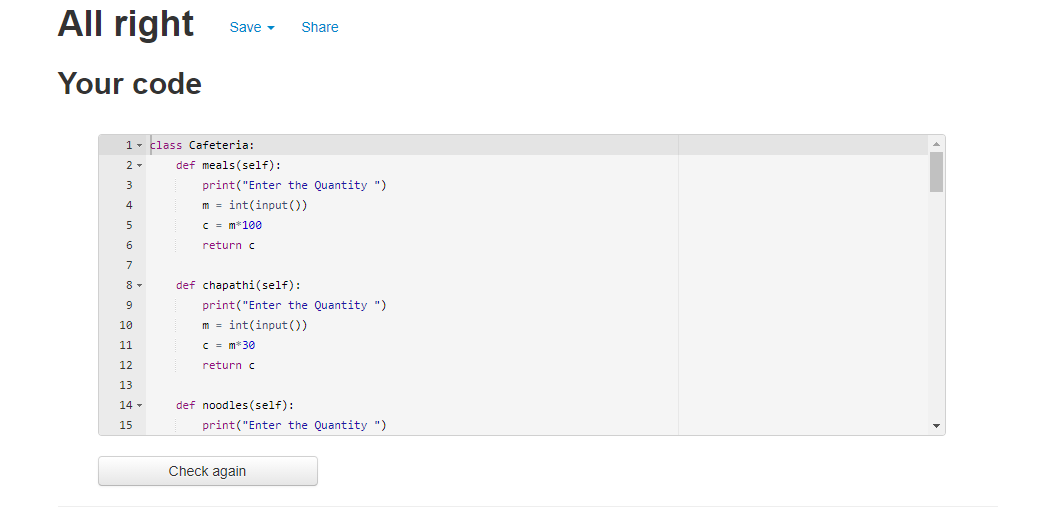 All right Save Share
Your code
1 class Cafeteria:
2 def meals(self):
3 print("Enter the Quantity ")
4 m = int(input())
5 c = m*100
6 return c
7
8 def chapathi(self):
9 print("Enter the Quantity ")
10 m = int(input())
11 c = m*30
12 return c
13
14 def noodles(self):
15 print("Enter the Quantity ")
Check again